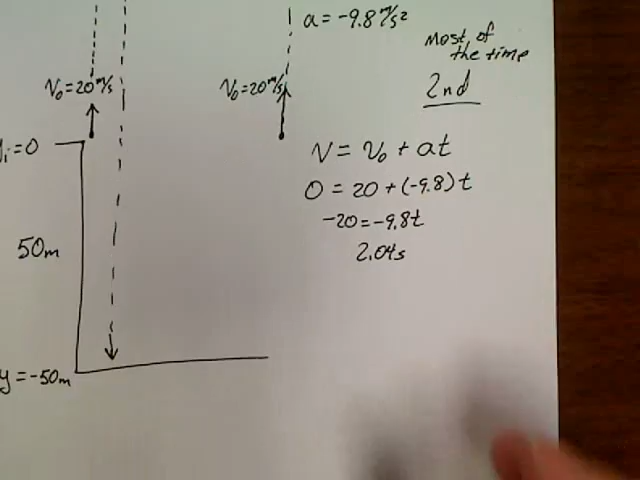 a = -9.8 m/s²
Most of
the time
2nd
V₀ = 20 m/s
V₀ = 20 m/s
i = 0
V = V₀ + at
0 = 20 + (-9.8) t
-20 = -9.8t
50m
2.04s
y = -50m